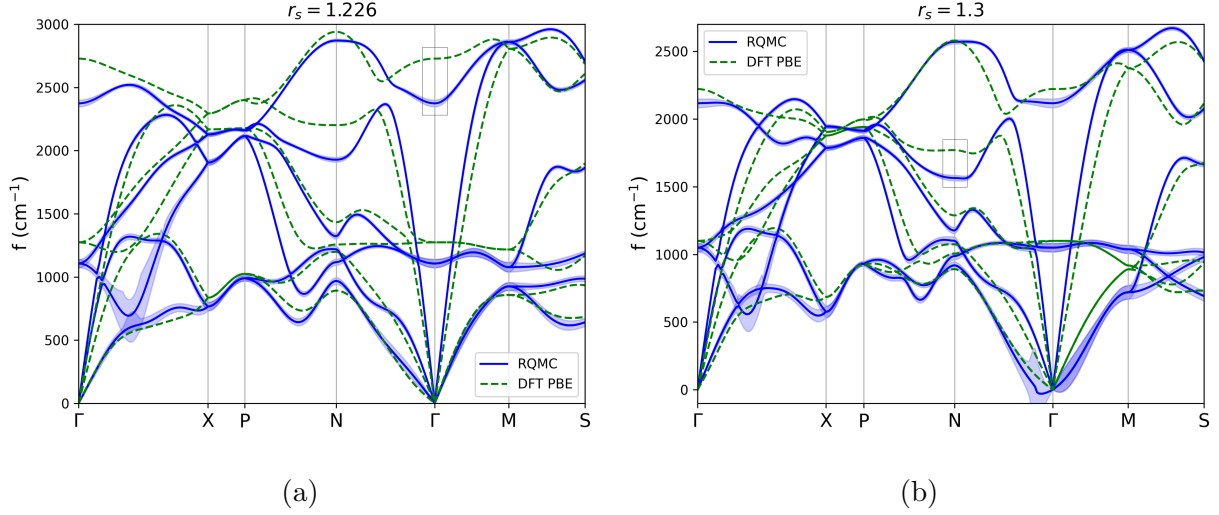 r_s = 1.226
f (cm⁻¹)
3000
2500
2000
1500
1000
500
0
Γ X P N Γ M S
RQMC
DFT PBE
(a)
r_s = 1.3
f (cm⁻¹)
2500
2000
1500
1000
500
0
Γ X P N Γ M S
RQMC
DFT PBE
(b)